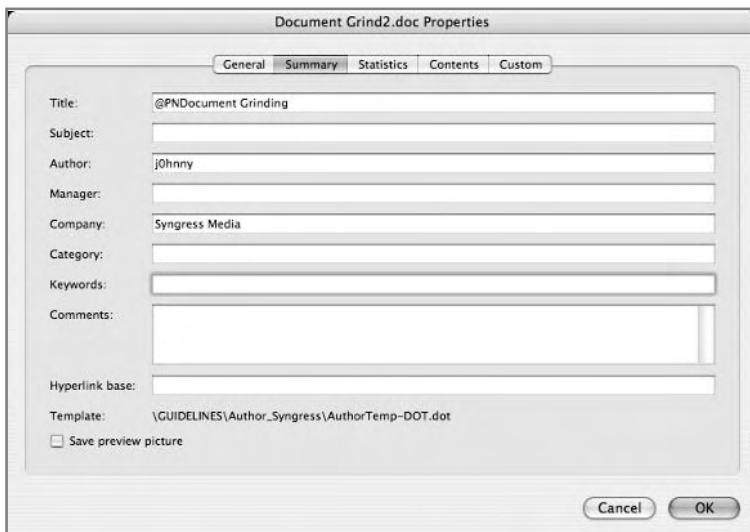 Document Grind2.doc Properties
General Summary Statistics Contents Custom
Title: @PNDocument Grinding
Subject:
Author: j0hnny
Manager:
Company: Syngress Media
Category:
Keywords:
Comments:
Hyperlink base:
Template: \GUIDELINES\Author_Syngress\AuthorTemp-DOT.dot
Save preview picture
Cancel OK